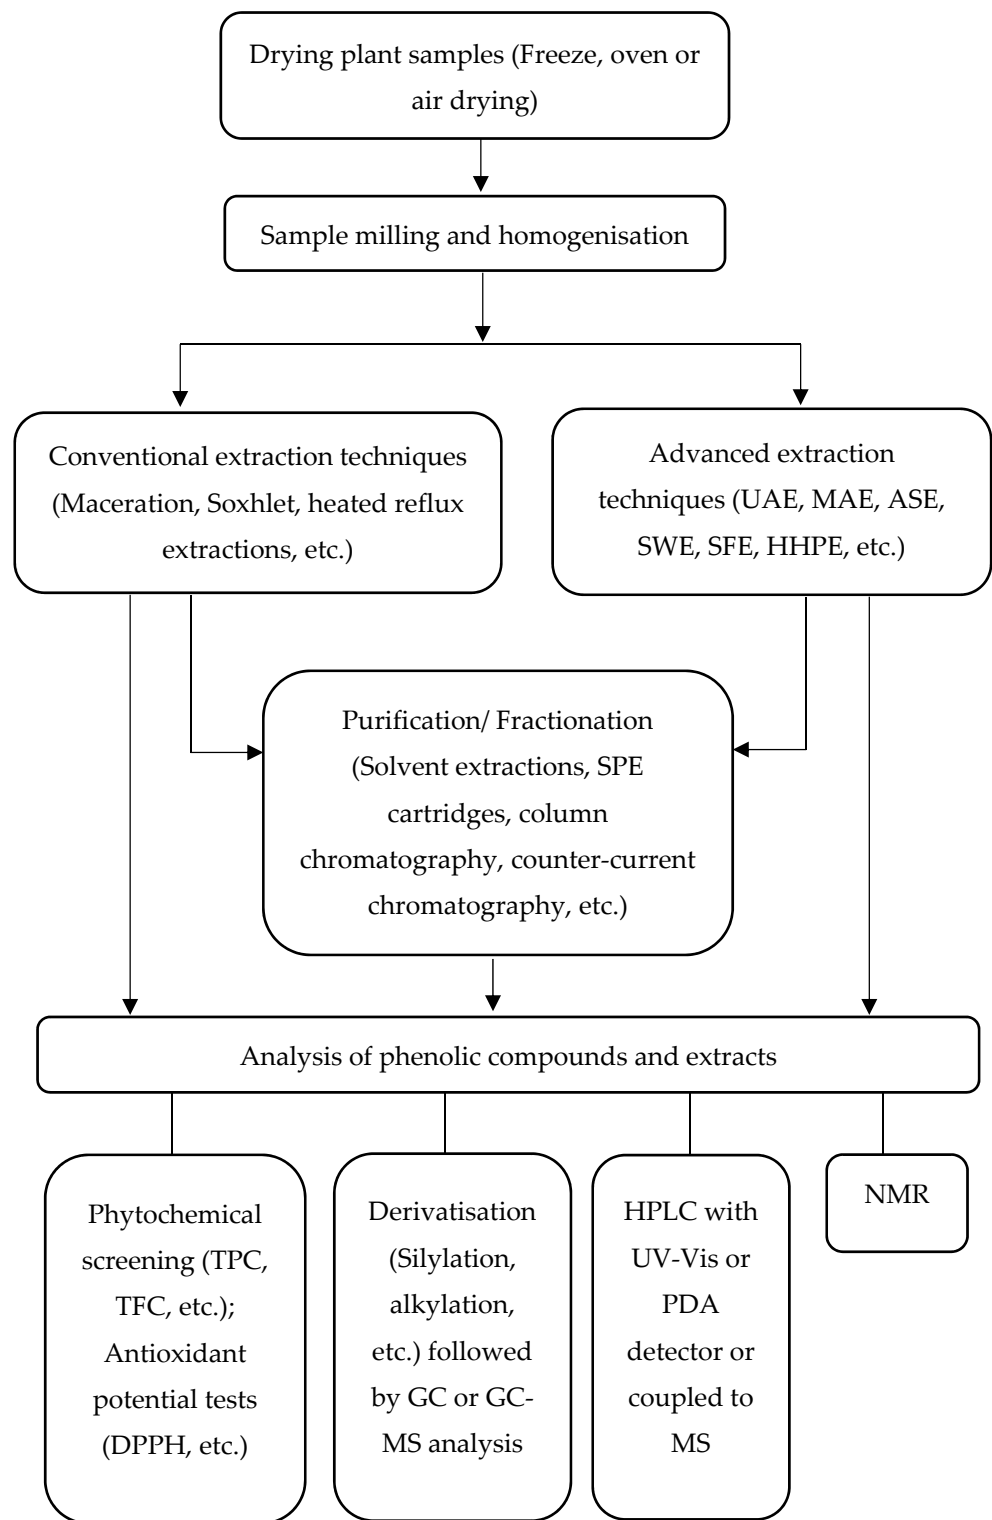 Drying plant samples (Freeze, oven or
air drying)
Sample milling and homogenisation
Conventional extraction techniques
(Maceration, Soxhlet, heated reflux
extractions, etc.)
Advanced extraction
techniques (UAE, MAE, ASE,
SWE, SFE, HHPE, etc.)
Purification/ Fractionation
(Solvent extractions, SPE
cartridges, column
chromatography, counter-current
chromatography, etc.)
Analysis of phenolic compounds and extracts
Phytochemical
screening (TPC,
TFC, etc.);
Antioxidant
potential tests
(DPPH, etc.)
Derivatisation
(Silylation,
alkylation,
etc.) followed
by GC or GC-
MS analysis
HPLC with
UV-Vis or
PDA
detector or
coupled to
MS
NMR